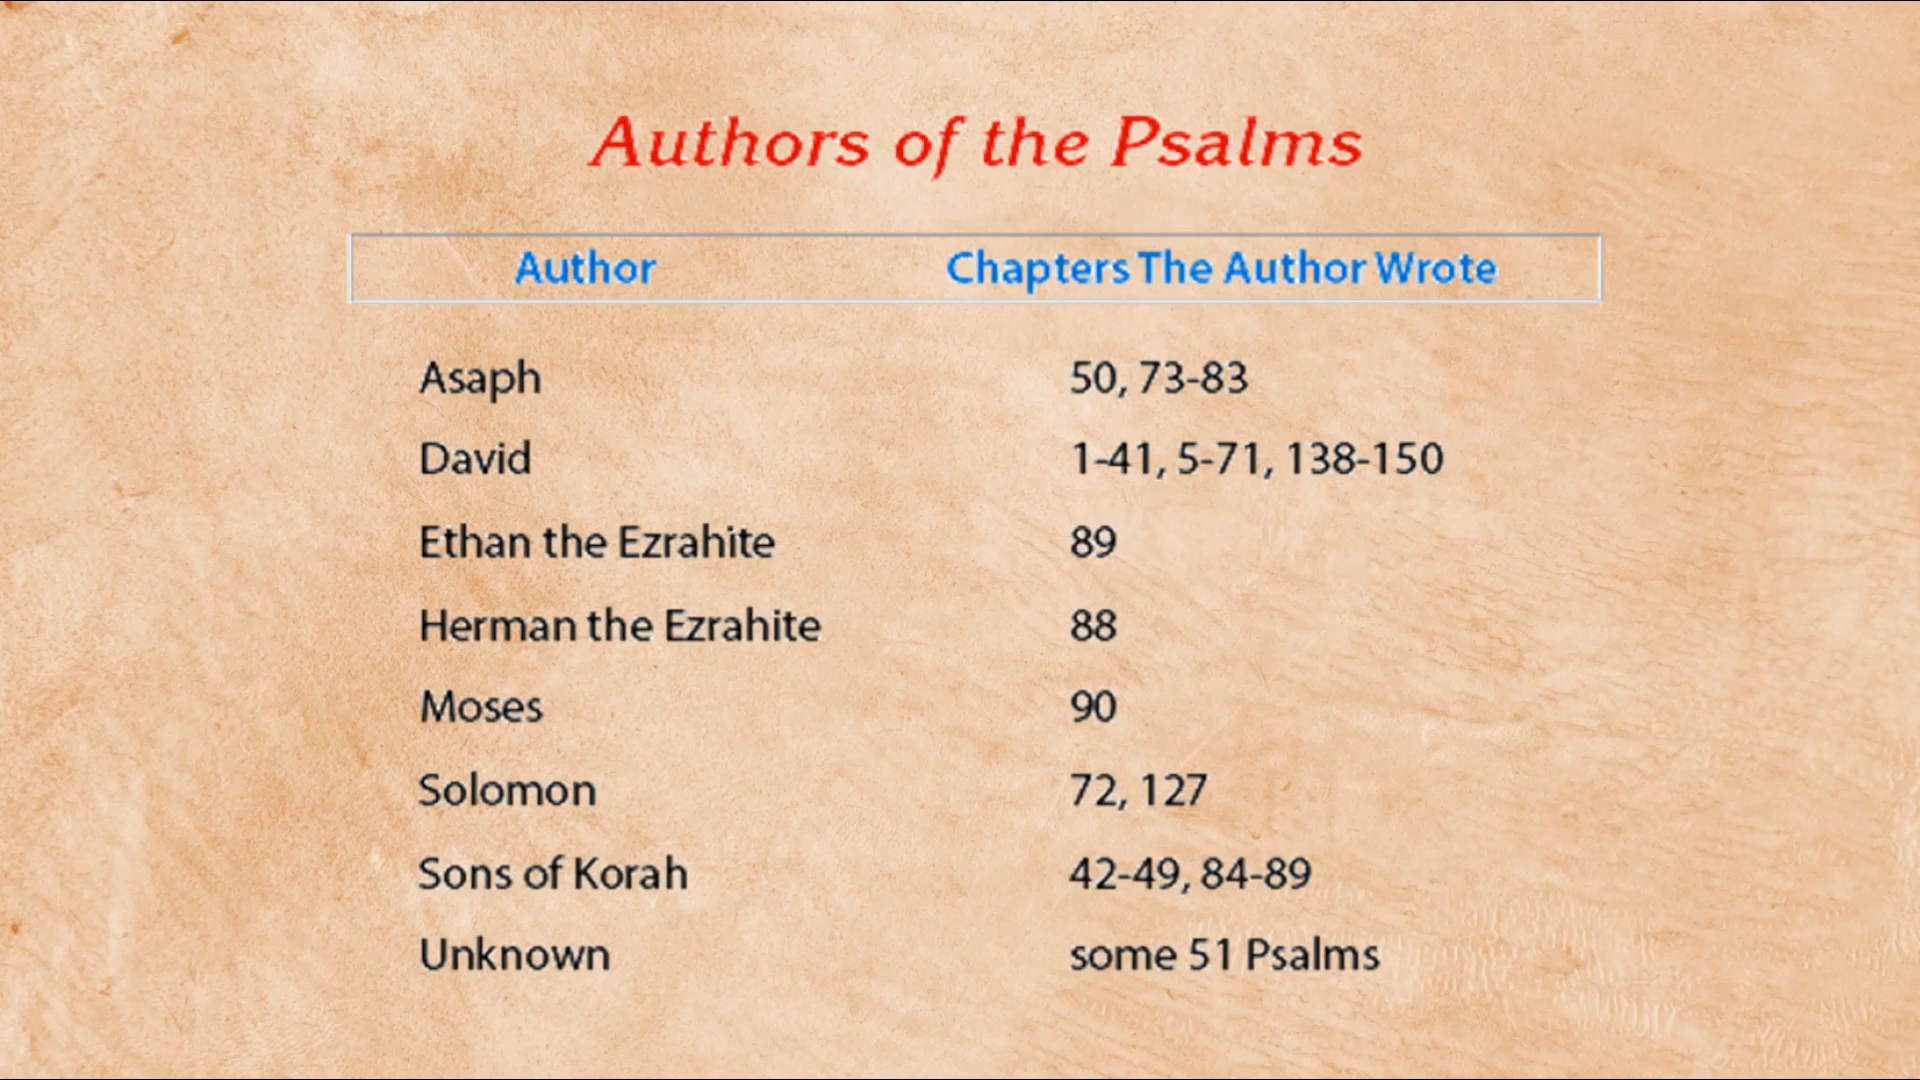 Authors of the Psalms
Author Chapters The Author Wrote
Asaph 50, 73-83
David 1-41, 5-71, 138-150
Ethan the Ezrahite 89
Herman the Ezrahite 88
Moses 90
Solomon 72, 127
Sons of Korah 42-49, 84-89
Unknown some 51 Psalms